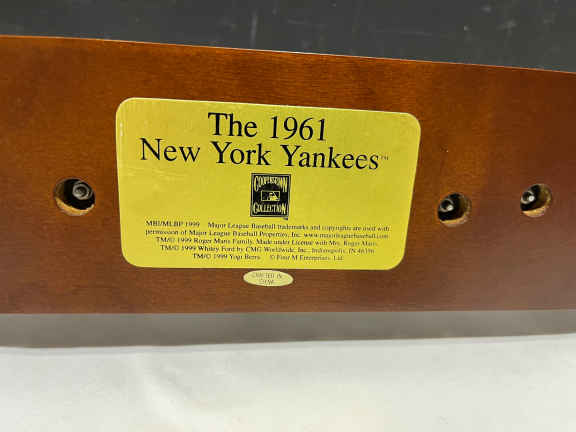 The 1961
New York Yankees™
COOPERSTOWN
COLLECTION
MBI/MLBP 1999 Major League Baseball trademarks and copyrights are used with
permission of Major League Baseball Properties, Inc. www.majorleaguebaseball.com
TM/© 1999 Roger Maris Family. Made under License with Mrs. Roger Maris.
TM/© 1999 Whitey Ford by CMG Worldwide, Inc., Indianapolis, IN 46256
TM/© 1999 Yogi Berra © Four M Enterprises, Ltd.
CRAFTED IN
CHINA